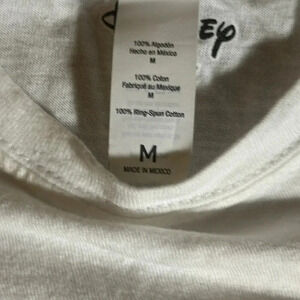 100% Algodón
Hecho en México
M
100% Coton
Fabriqué au Mexique
M
100% Ring-Spun Cotton
M
MADE IN MEXICO